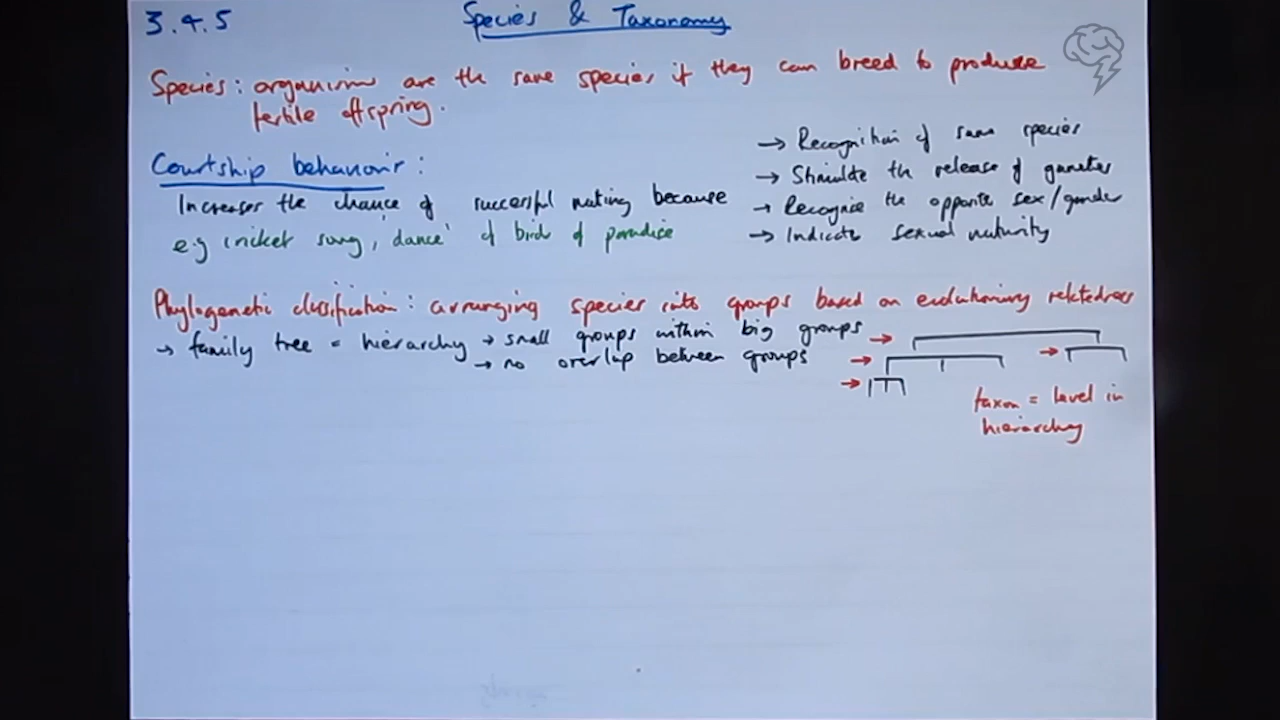 3.4.5 Species & Taxonomy
Species: organisms are the same species if they can breed to produce
fertile offspring.
Courtship behaviour:
Increases the chance of successful mating because
e.g cricket song, 'dance' of bird of paradise
→ Recognition of same species
→ Stimulate the release of gametes
→ Recognise the opposite sex/gender
→ Indicate sexual maturity
Phylogenetic classification: arranging species into groups based on evolutionary relatedness
→ family tree = hierarchy → small groups within big groups
→ no overlap between groups
taxon = level in
hierarchy